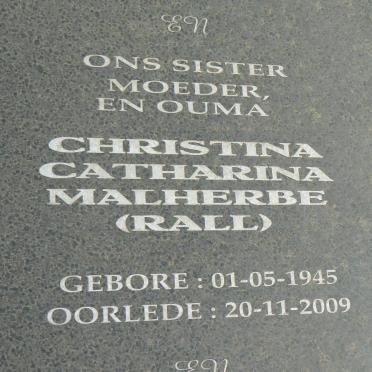 EN
ONS SISTER
MOEDER,
EN OUMA
CHRISTINA
CATHARINA
MALHERBE
(RALL)
GEBORE : 01-05-1945
OORLEDE : 20-11-2009
EN